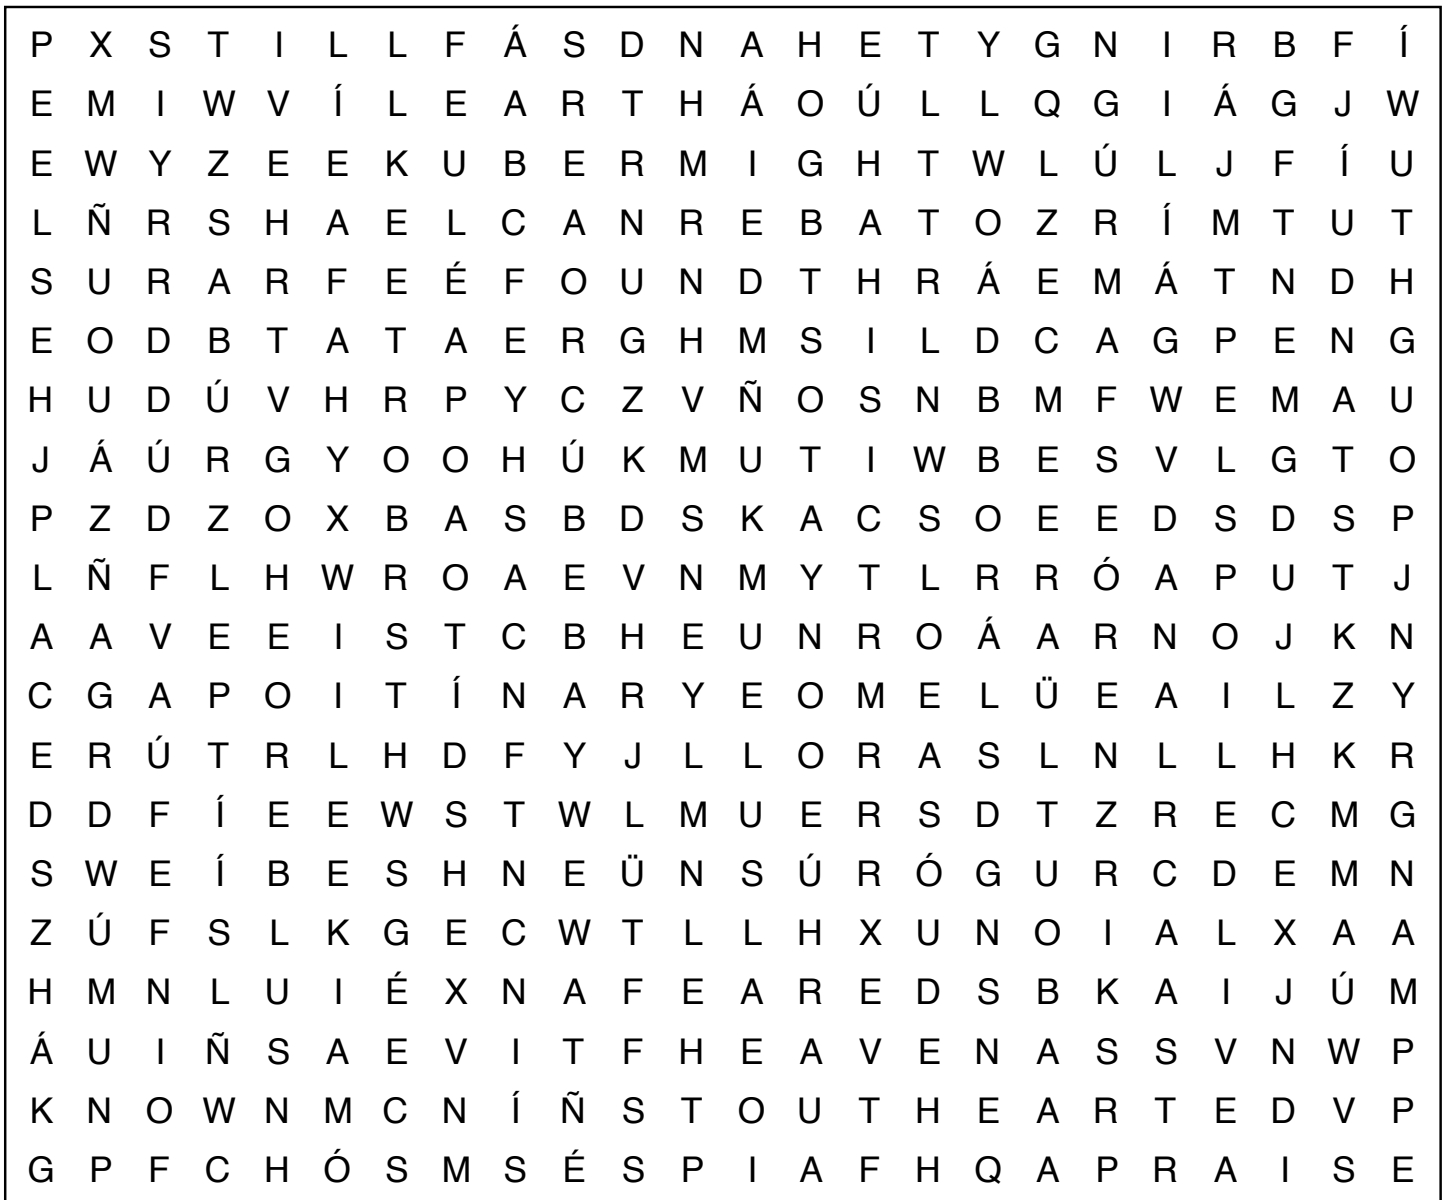 P X S T I L L F Á S D N A H E T Y G N I R B F Í
E M I W V Í L E A R T H Á O Ú L L Q G I Á G J W
E W Y Z E E K U B E R M I G H T W L Ú L J F Í U
L Ñ R S H A E L C A N R E B A T O Z R Í M T U T
S U R A R F E É F O U N D T H R Á E M Á T N D H
E O D B T A T A E R G H M S I L D C A G P E N G
H U D Ú V H R P Y C Z V Ñ O S N B M F W E M A U
J Á Ú R G Y O O H Ú K M U T I W B E S V L G T O
P Z D Z O X B A S B D S K A C S O E E D S D S P
L Ñ F L H W R O A E V N M Y T L R R Ó A P U T J
A A V E E I S T C B H E U N R O Á A R N O J K N
C G A P O I T Í N A R Y E O M E L Ü E A I L Z Y
E R Ú T R L H D F Y J L L O R A S L N L L H K R
D D F Í E E W S T W L M U E R S D T Z R E C M G
S W E Í B E S H N E Ü N S Ú R Ó G U R C D E M N
Z Ú F S L K G E C W T L L H X U N O I A L X A A
H M N L U I É X N A F E A R E D S B K A I J Ú M
Á U I Ñ S A E V I T F H E A V E N A S S V N W P
K N O W N M C N Í Ñ S T O U T H E A R T E D V P
G P F C H Ó S M S É S P I A F H Q A P R A I S E